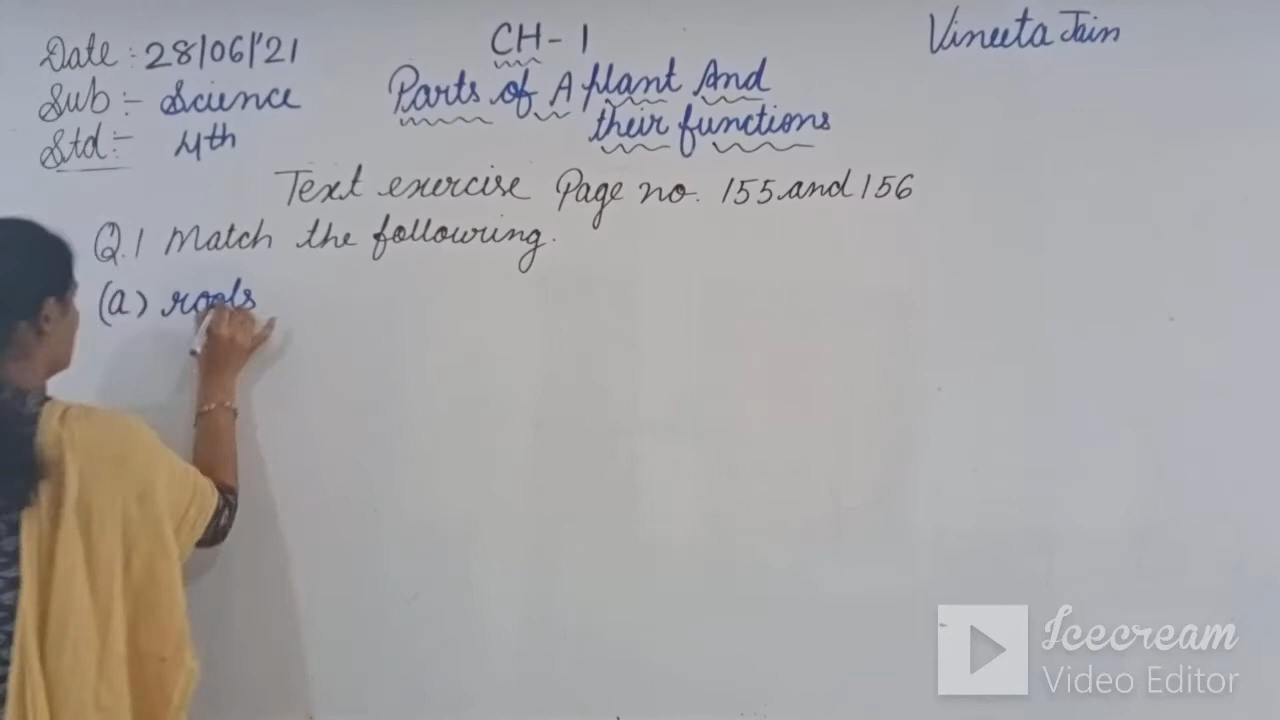 Date : 28/06/'21
Sub :- Science
Std :- 4th
CH - 1
Parts of A plant And
their functions
Vineeta Jain
Text exercise Page no. 155 and 156
Q.1 Match the following.
(a) roots
Icecream
Video Editor